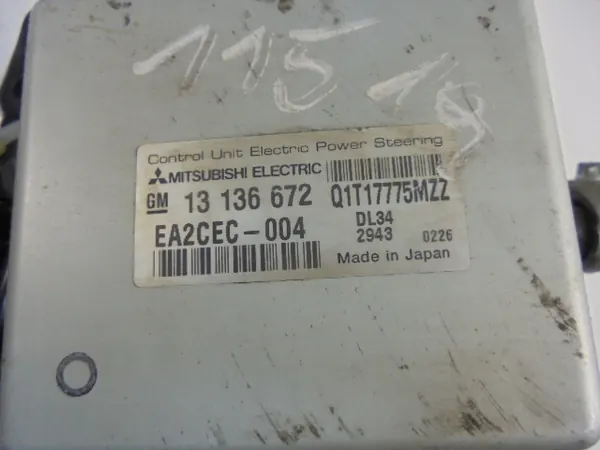 115 19
Control Unit Electric Power Steering
MITSUBISHI ELECTRIC
GM 13 136 672 Q1T17775MZZ
EA2CEC-004 DL34
2943 0226
Made in Japan